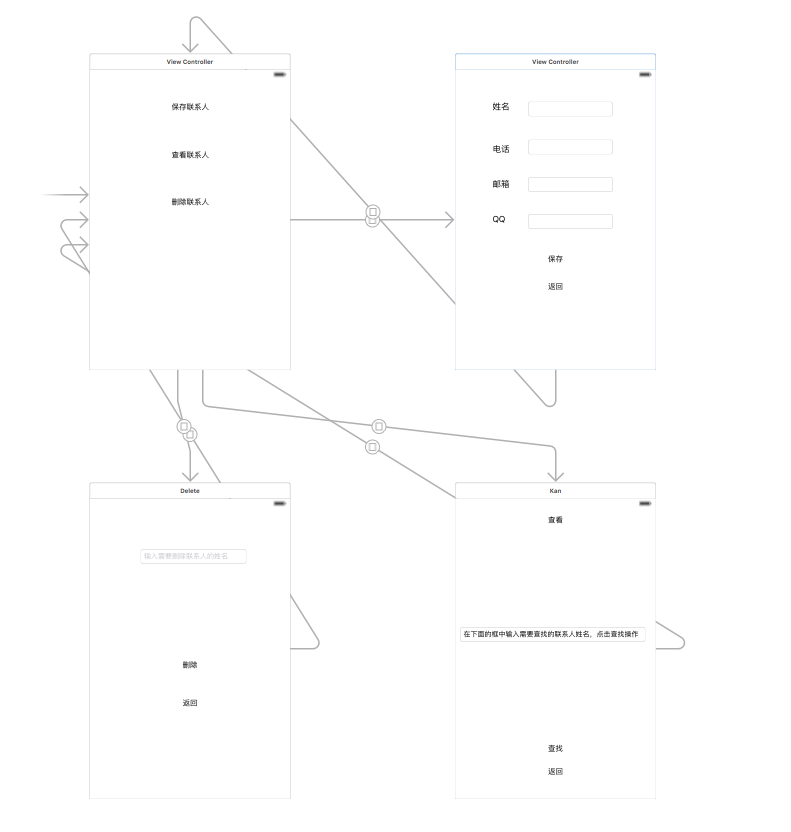 View Controller
保存联系人
查看联系人
删除联系人
View Controller
姓名
电话
邮箱
QQ
保存
返回
Delete
输入需要删除联系人的姓名
删除
返回
Kan
查看
在下面的框中输入需要查找的联系人姓名，点击查找操作
查找
返回